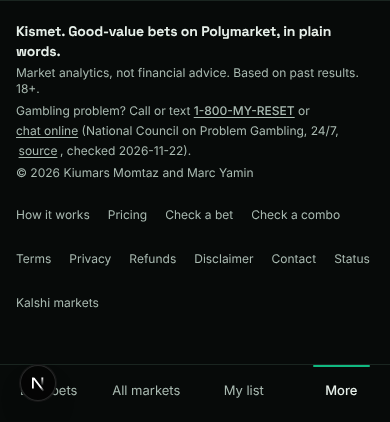 Kismet. Good-value bets on Polymarket, in plain
words.
Market analytics, not financial advice. Based on past results.
18+.
Gambling problem? Call or text 1-800-MY-RESET or
chat online (National Council on Problem Gambling, 24/7,
source , checked 2026-11-22).
© 2026 Kiumars Momtaz and Marc Yamin
How it works Pricing Check a bet Check a combo
Terms Privacy Refunds Disclaimer Contact Status
Kalshi markets
N bets All markets My list More